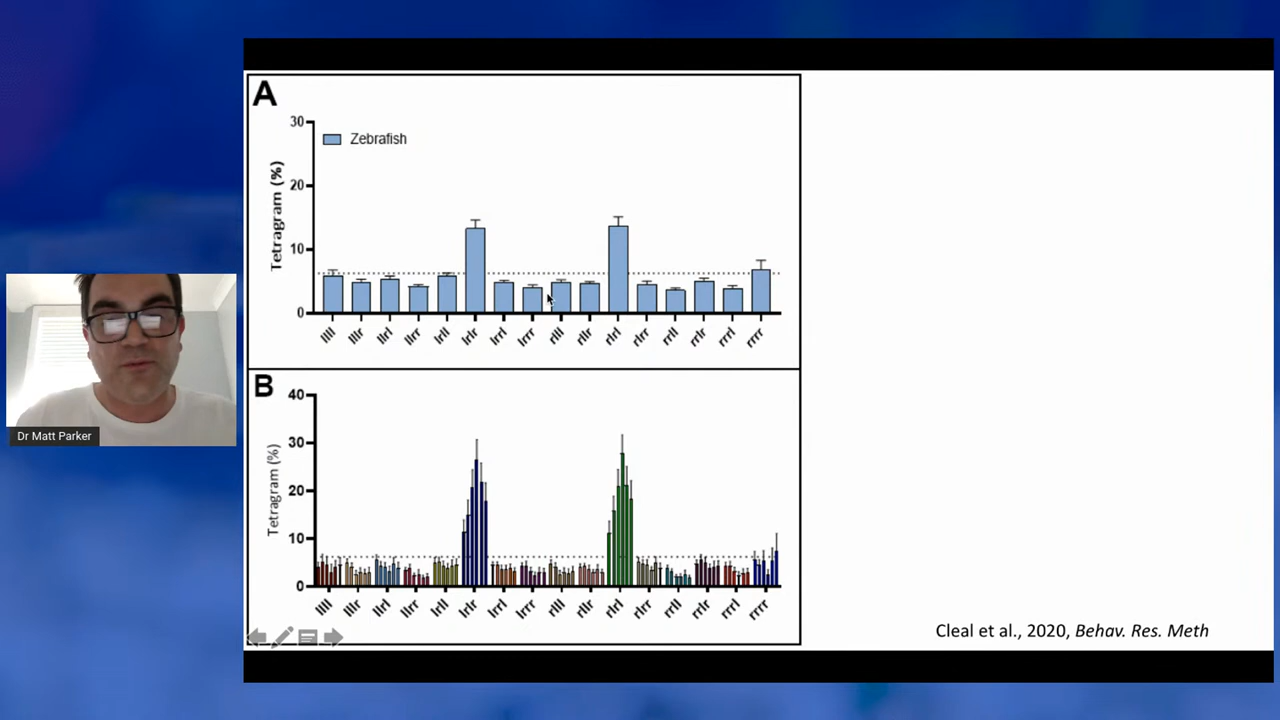 A
30
20
10
0
Tetragram (%)
Zebrafish
llll
lllr
llrl
llrr
lrll
lrlr
lrrl
lrrr
rlll
rllr
rlrl
rlrr
rrll
rrlr
rrrl
rrrr
B
40
30
20
10
0
Tetragram (%)
llll
lllr
llrl
llrr
lrll
lrlr
lrrl
lrrr
rlll
rllr
rlrl
rlrr
rrll
rrlr
rrrl
rrrr
Cleal et al., 2020, Behav. Res. Meth
Dr Matt Parker